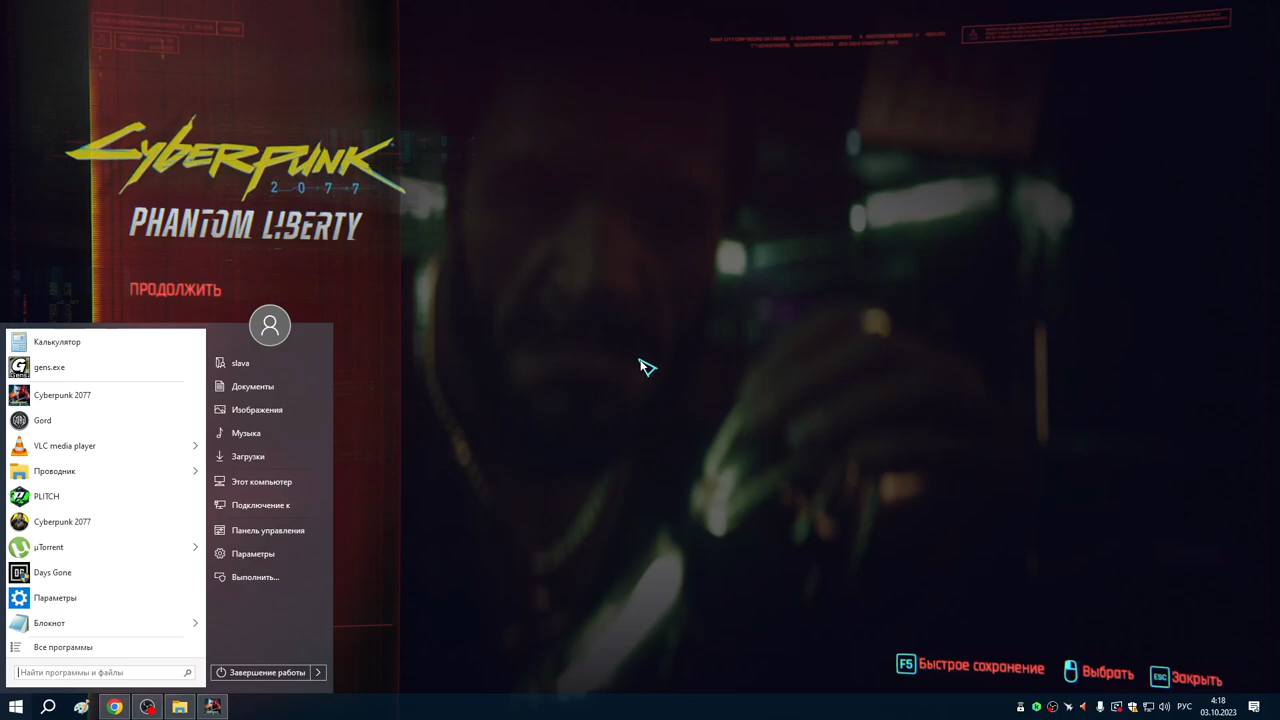 CYBERPUNK
2077
PHANTOM LIBERTY
ПРОДОЛЖИТЬ
Калькулятор
gens.exe
Cyberpunk 2077
Gord
VLC media player
Проводник
PLITCH
Cyberpunk 2077
µTorrent
Days Gone
Параметры
Блокнот
Все программы
Найти программы и файлы
slava
Документы
Изображения
Музыка
Загрузки
Этот компьютер
Подключение к
Панель управления
Параметры
Выполнить...
Завершение работы
F5 Быстрое сохранение
Выбрать
ESC Закрыть
РУС
4:18
03.10.2023